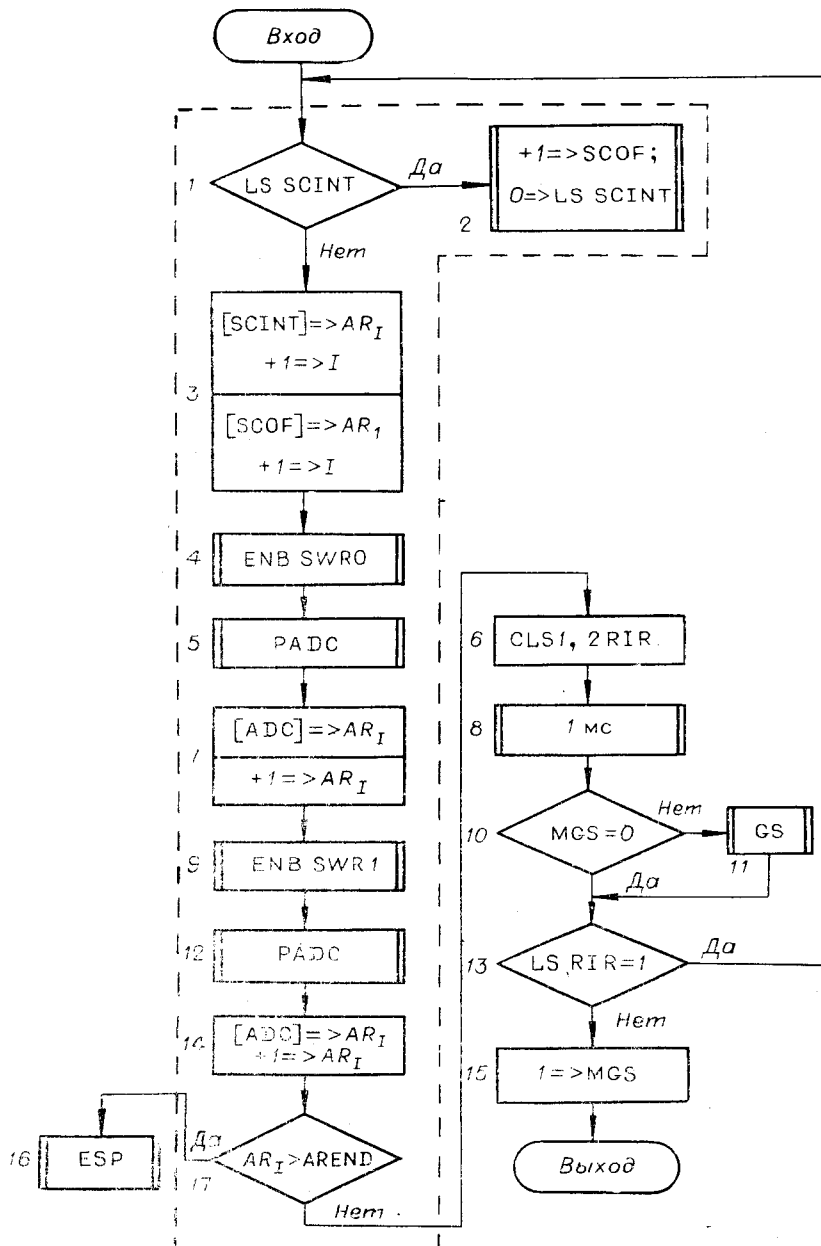 Вход
1
LS SCINT
Да
+1=>SCOF;
0=>LS SCINT
2
Нет
3
[SCINT]=>AR_I
+1=>I
[SCOF]=>AR_1
+1=>I
4
ENB SWR0
5
PADC
7
[ADC]=>AR_I
+1=>AR_I
9
ENB SWR1
12
PADC
14
[ADC]=>AR_I
+1=>AR_I
Да
16
ESP
17
AR_I>AREND
Нет
6
CLS1, 2RIR
8
1 мс
10
MGS=0
Нет
GS
11
Да
13
LS RIR=1
Да
Нет
15
1=>MGS
Выход